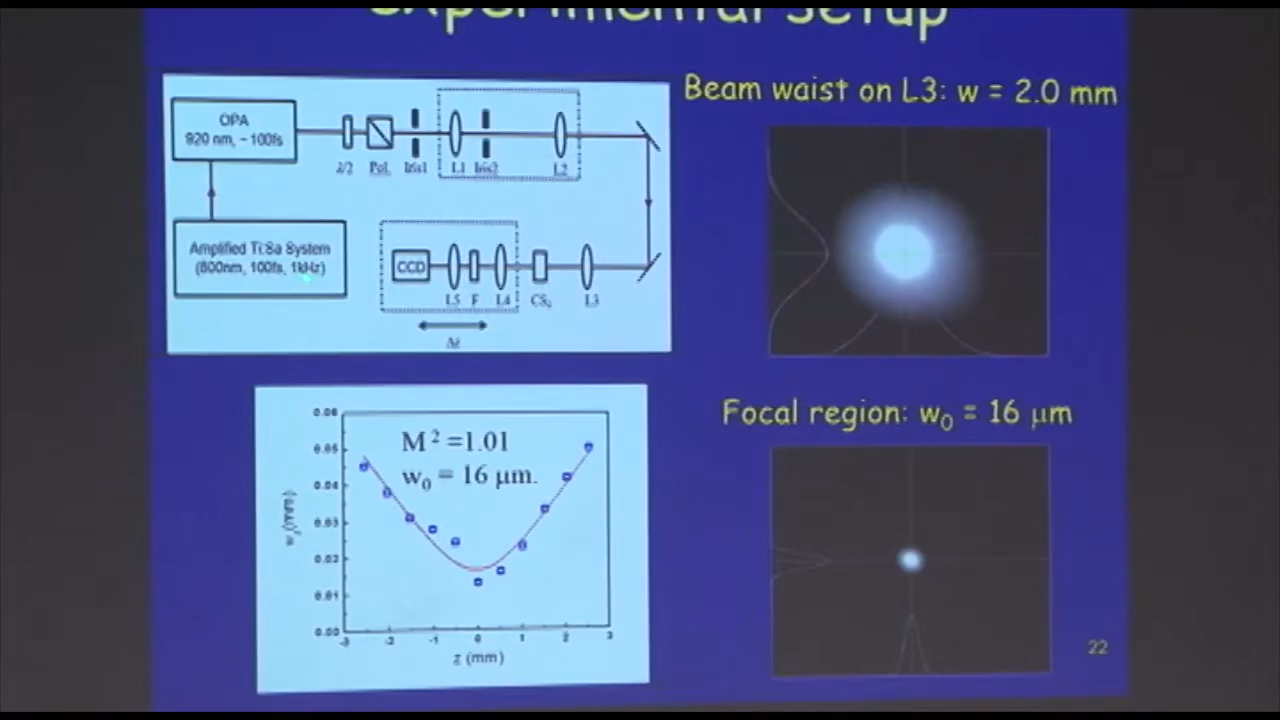 experimental setup
OPA
920 nm, ~100fs
λ/2
Pol.
Iris1
L1
Iris2
L2
Amplified Ti:Sa System
(800nm, 100fs, 1kHz)
CCD
L5
F
L4
CS₂
L3
Δz
Beam waist on L3: w = 2.0 mm
M² =1.01
w₀ = 16 μm.
0.06
0.05
0.04
0.03
0.02
0.01
0.00
-3
-2
-1
0
1
2
3
z (mm)
Focal region: w₀ = 16 μm
22